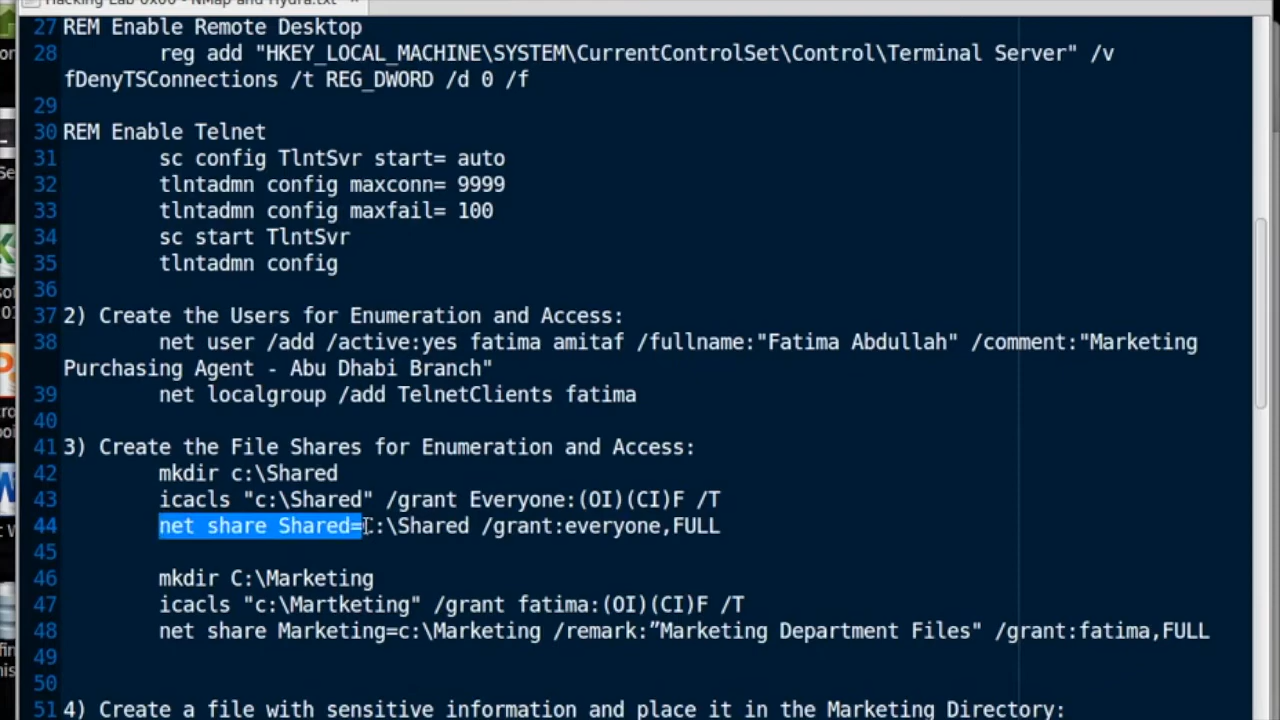 Hacking Lab 0x00 - NMap and Hydra.txt
27 REM Enable Remote Desktop
28 reg add "HKEY_LOCAL_MACHINE\SYSTEM\CurrentControlSet\Control\Terminal Server" /v
fDenyTSConnections /t REG_DWORD /d 0 /f
29
30 REM Enable Telnet
31 sc config TlntSvr start= auto
32 tlntadmn config maxconn= 9999
33 tlntadmn config maxfail= 100
34 sc start TlntSvr
35 tlntadmn config
36
37 2) Create the Users for Enumeration and Access:
38 net user /add /active:yes fatima amitaf /fullname:"Fatima Abdullah" /comment:"Marketing
Purchasing Agent - Abu Dhabi Branch"
39 net localgroup /add TelnetClients fatima
40
41 3) Create the File Shares for Enumeration and Access:
42 mkdir c:\Shared
43 icacls "c:\Shared" /grant Everyone:(OI)(CI)F /T
44 net share Shared=C:\Shared /grant:everyone,FULL
45
46 mkdir C:\Marketing
47 icacls "c:\Martketing" /grant fatima:(OI)(CI)F /T
48 net share Marketing=c:\Marketing /remark:”Marketing Department Files" /grant:fatima,FULL
49
50
51 4) Create a file with sensitive information and place it in the Marketing Directory: